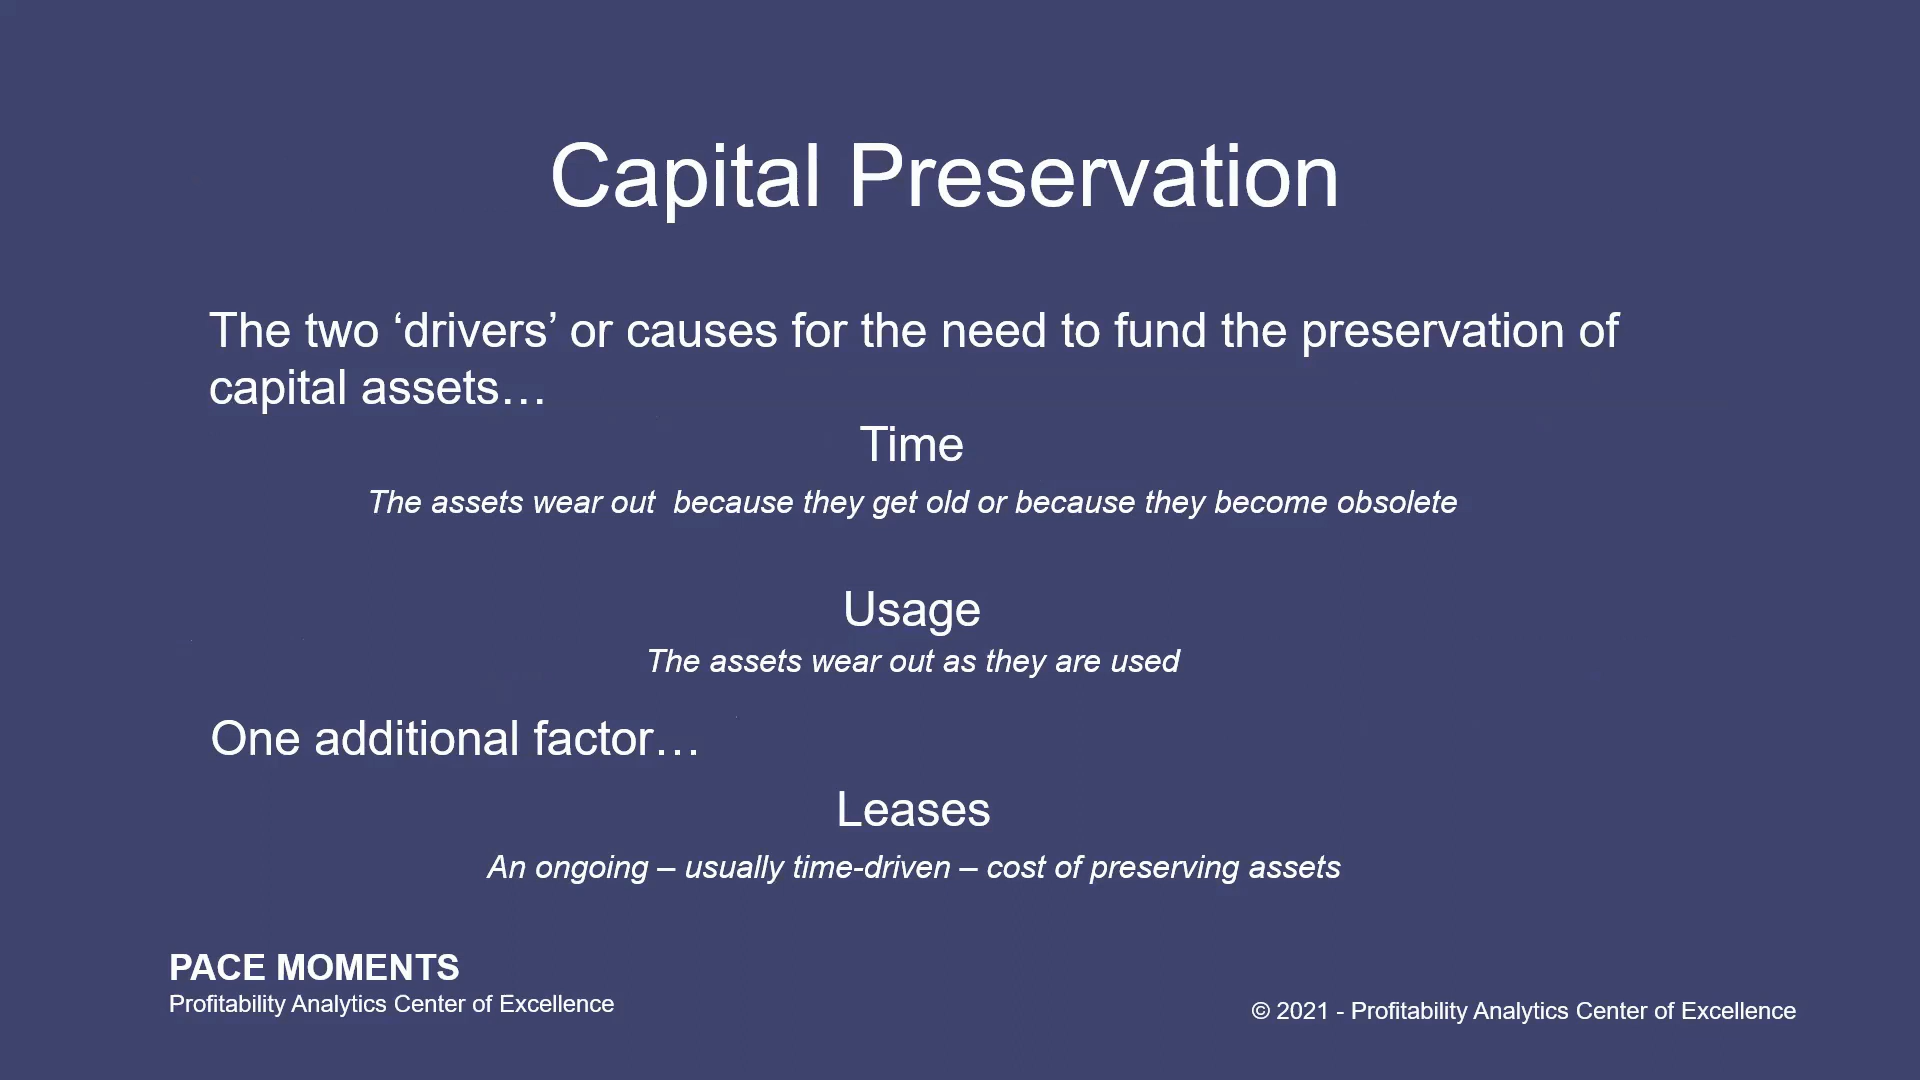 Capital Preservation
The two ‘drivers’ or causes for the need to fund the preservation of
capital assets…
Time
The assets wear out  because they get old or because they become obsolete
Usage
The assets wear out as they are used
One additional factor…
Leases
An ongoing – usually time-driven – cost of preserving assets
PACE MOMENTS
Profitability Analytics Center of Excellence
© 2021 - Profitability Analytics Center of Excellence